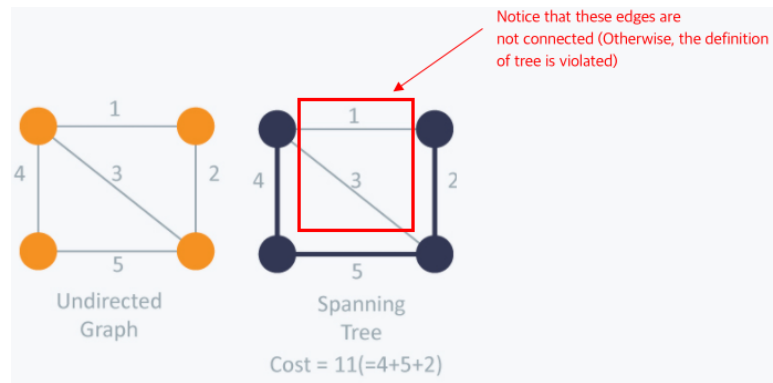 Notice that these edges are
not connected (Otherwise, the definition
of tree is violated)
1
4
3
2
5
Undirected
Graph
1
4
3
2
5
Spanning
Tree
Cost = 11(=4+5+2)